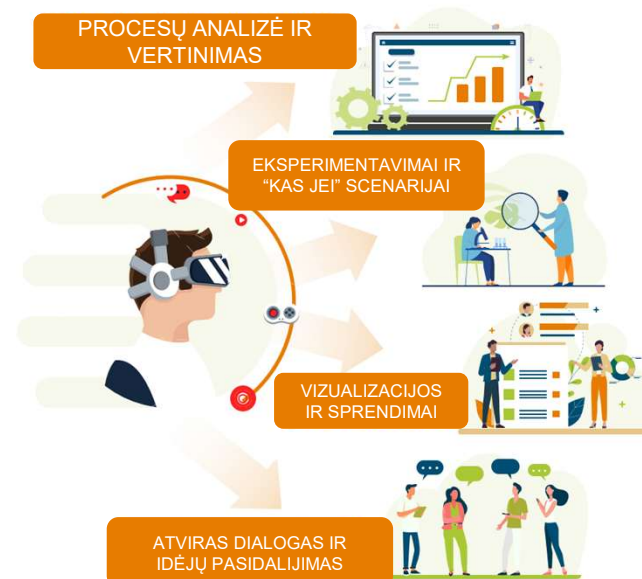 PROCESŲ ANALIZĖ IR
VERTINIMAS
EKSPERIMENTAVIMAI IR
“KAS JEI” SCENARIJAI
VIZUALIZACIJOS
IR SPRENDIMAI
ATVIRAS DIALOGAS IR
IDĖJŲ PASIDALIJIMAS